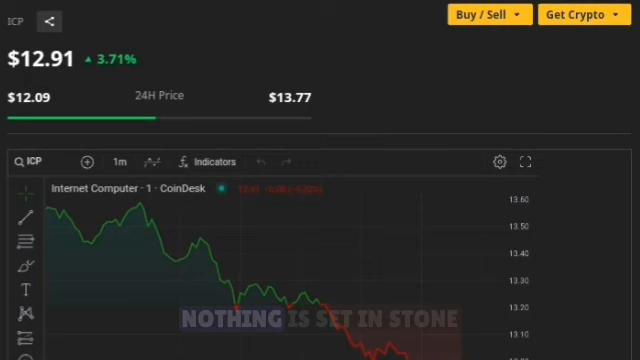 ICP
Buy / Sell
Get Crypto
$12.91 3.71%
$12.09 24H Price $13.77
ICP 1m Indicators
Internet Computer · 1 · CoinDesk
13.60
13.50
13.40
13.30
13.20
NOTHING IS SET IN STONE
13.10